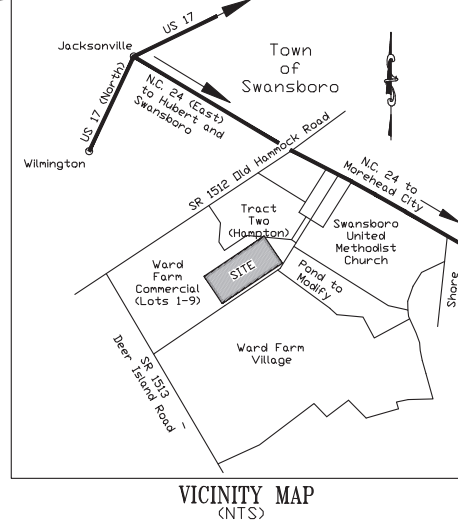 US 17
Jacksonville
Town
of
Swansboro
US 17 (North)
N.C. 24 (East)
to Hubert and
Swansboro
Wilmington
SR 1512 Old Hammock Road
N.C. 24 to
Morehead City
Tract
Two
(Hampton)
Swansboro
United
Methodist
Church
Ward
Farm
Commercial
(Lots 1-9)
SITE
Pond to
Modify
Shore
Ward Farm
Village
SR 1513
Deer Island Road
VICINITY MAP
(NTS)